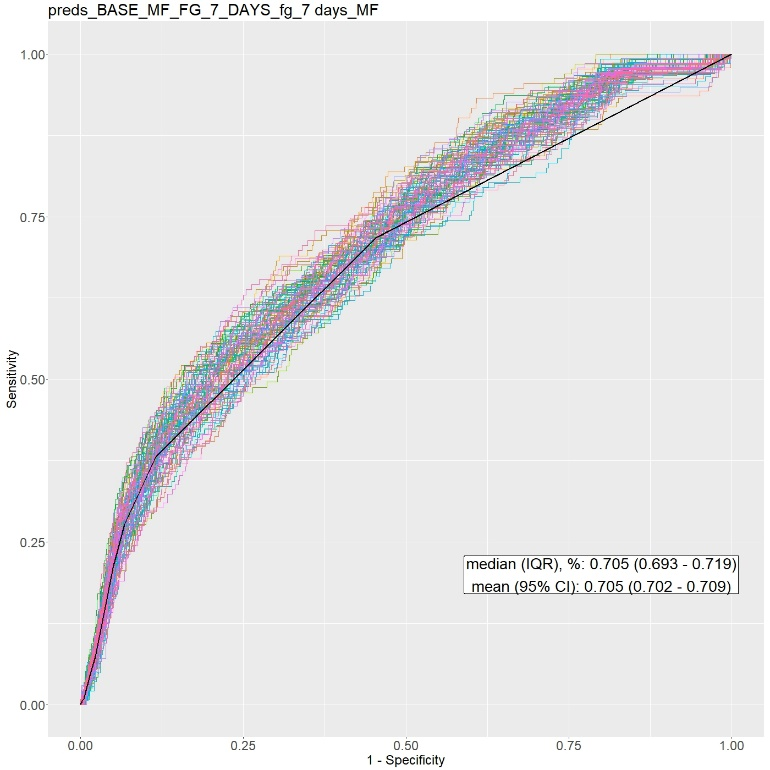 preds_BASE_MF_FG_7_DAYS_fg_7 days_MF
1.00
0.75
Sensitivity
0.50
0.25
median (IQR), %: 0.705 (0.693 - 0.719)
mean (95% CI): 0.705 (0.702 - 0.709)
0.00
0.00 0.25 0.50 0.75 1.00
1 - Specificity